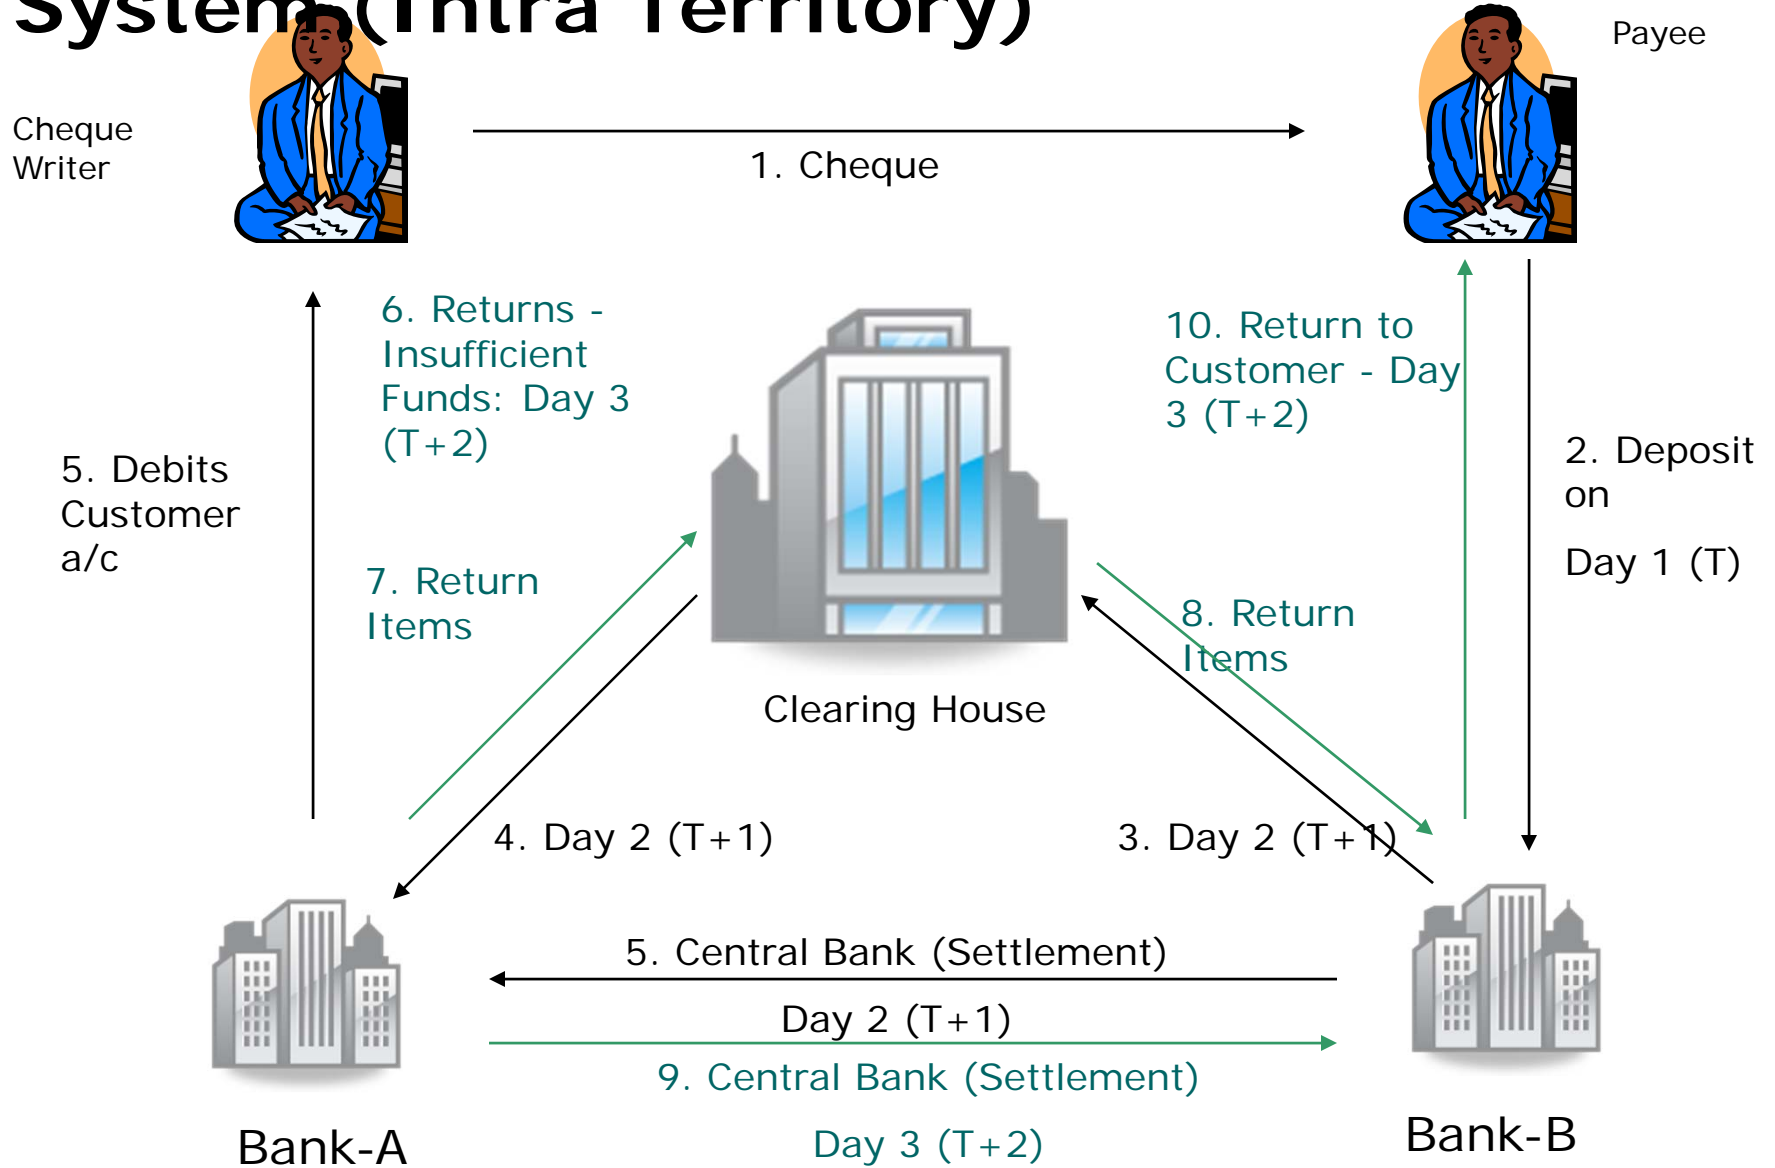 System (Intra Territory)
Payee
Cheque
Writer
1. Cheque
6. Returns -
Insufficient
Funds: Day 3
(T+2)
10. Return to
Customer - Day
3 (T+2)
5. Debits
Customer
a/c
2. Deposit
on
Day 1 (T)
7. Return
Items
8. Return
Items
Clearing House
4. Day 2 (T+1)
3. Day 2 (T+1)
5. Central Bank (Settlement)
Day 2 (T+1)
9. Central Bank (Settlement)
Day 3 (T+2)
Bank-A
Bank-B